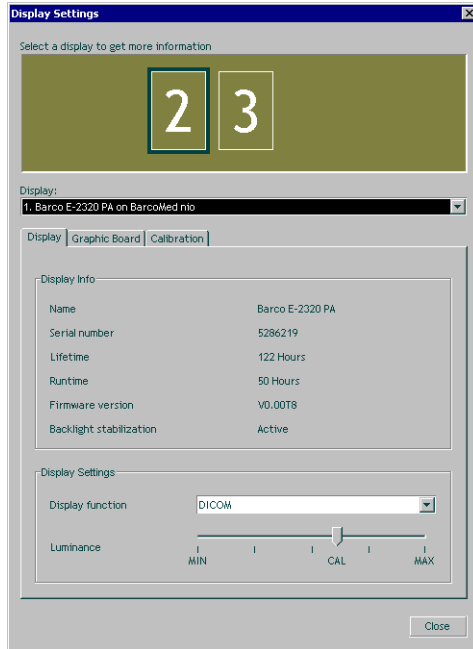 Display Settings
Select a display to get more information
2 3
Display:
1. Barco E-2320 PA on BarcoMed nio
Display Graphic Board Calibration
Display Info
Name Barco E-2320 PA
Serial number 5286219
Lifetime 122 Hours
Runtime 50 Hours
Firmware version V0.00T8
Backlight stabilization Active
Display Settings
Display function DICOM
Luminance
MIN CAL MAX
Close